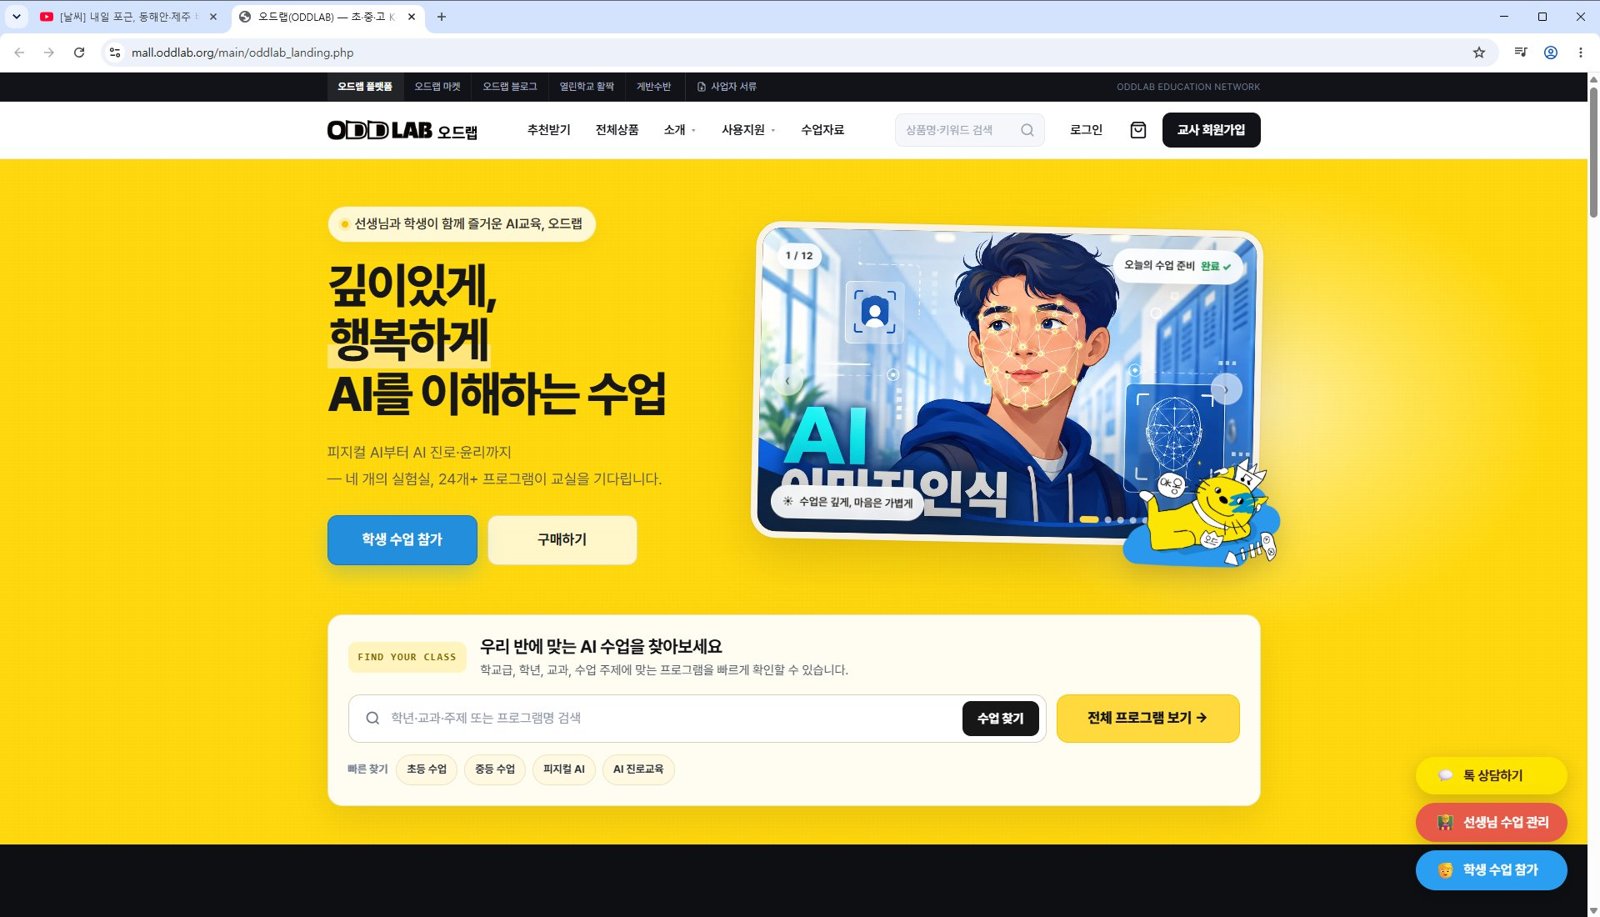 [날씨] 내일 포근, 동해안·제주
오드랩(ODDLAB) — 초·중·고 K
mall.oddlab.org/main/oddlab_landing.php
오드랩 플랫폼
오드랩 마켓
오드랩 블로그
열린학교 활짝
게반수반
사업자 서류
ODDLAB EDUCATION NETWORK
ODD LAB 오드랩
추천받기
전체상품
소개
사용지원
수업자료
상품명·키워드 검색
로그인
교사 회원가입
선생님과 학생이 함께 즐거운 AI교육, 오드랩
깊이있게,
행복하게
AI를 이해하는 수업
피지컬 AI부터 AI 진로·윤리까지
— 네 개의 실험실, 24개+ 프로그램이 교실을 기다립니다.
학생 수업 참가
구매하기
1 / 12
오늘의 수업 준비 완료 ✓
AI
이미지인식
수업은 깊게, 마음은 가볍게
오드
FIND YOUR CLASS
우리 반에 맞는 AI 수업을 찾아보세요
학교급, 학년, 교과, 수업 주제에 맞는 프로그램을 빠르게 확인할 수 있습니다.
학년·교과·주제 또는 프로그램명 검색
수업 찾기
전체 프로그램 보기 →
빠른 찾기
초등 수업
중등 수업
피지컬 AI
AI 진로교육
톡 상담하기
선생님 수업 관리
학생 수업 참가